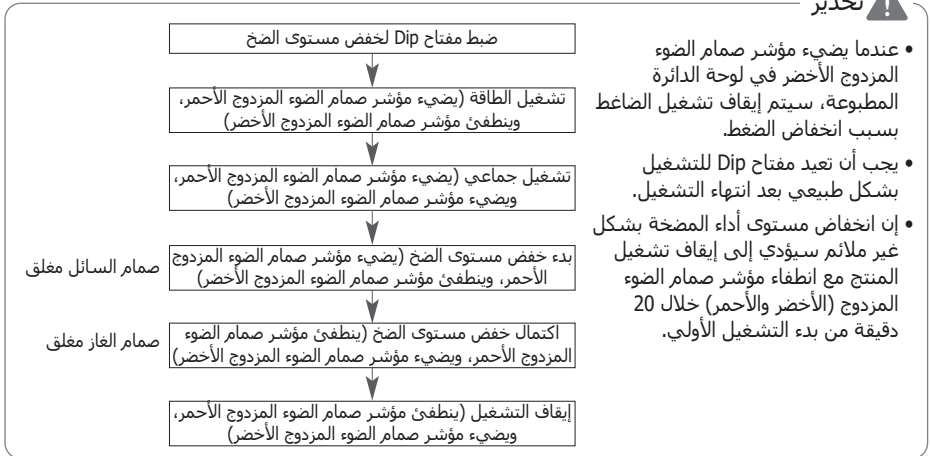 تحذير
• عندما يضيء مؤشر صمام الضوء
المزدوج الأخضر في لوحة الدائرة
المطبوعة، سيتم إيقاف تشغيل الضاغط
بسبب انخفاض الضغط.
• يجب أن تعيد مفتاح Dip للتشغيل
بشكل طبيعي بعد انتهاء التشغيل.
• إن انخفاض مستوى أداء المضخة بشكل
غير ملائم سيؤدي إلى إيقاف تشغيل
المنتج مع انطفاء مؤشر صمام الضوء
المزدوج (الأخضر والأحمر) خلال 20
دقيقة من بدء التشغيل الأولي.
ضبط مفتاح Dip لخفض مستوى الضخ
تشغيل الطاقة (يضيء مؤشر صمام الضوء المزدوج الأحمر،
وينطفئ مؤشر صمام الضوء المزدوج الأخضر)
تشغيل جماعي (يضيء مؤشر صمام الضوء المزدوج الأحمر،
ويضيء مؤشر صمام الضوء المزدوج الأخضر)
بدء خفض مستوى الضخ (يضيء مؤشر صمام الضوء المزدوج
الأحمر، وينطفئ مؤشر صمام الضوء المزدوج الأخضر)
صمام السائل مغلق
اكتمال خفض مستوى الضخ (ينطفئ مؤشر صمام الضوء
المزدوج الأحمر، ويضيء مؤشر صمام الضوء المزدوج الأخضر)
صمام الغاز مغلق
إيقاف التشغيل (ينطفئ مؤشر صمام الضوء المزدوج الأحمر،
ويضيء مؤشر صمام الضوء المزدوج الأخضر)